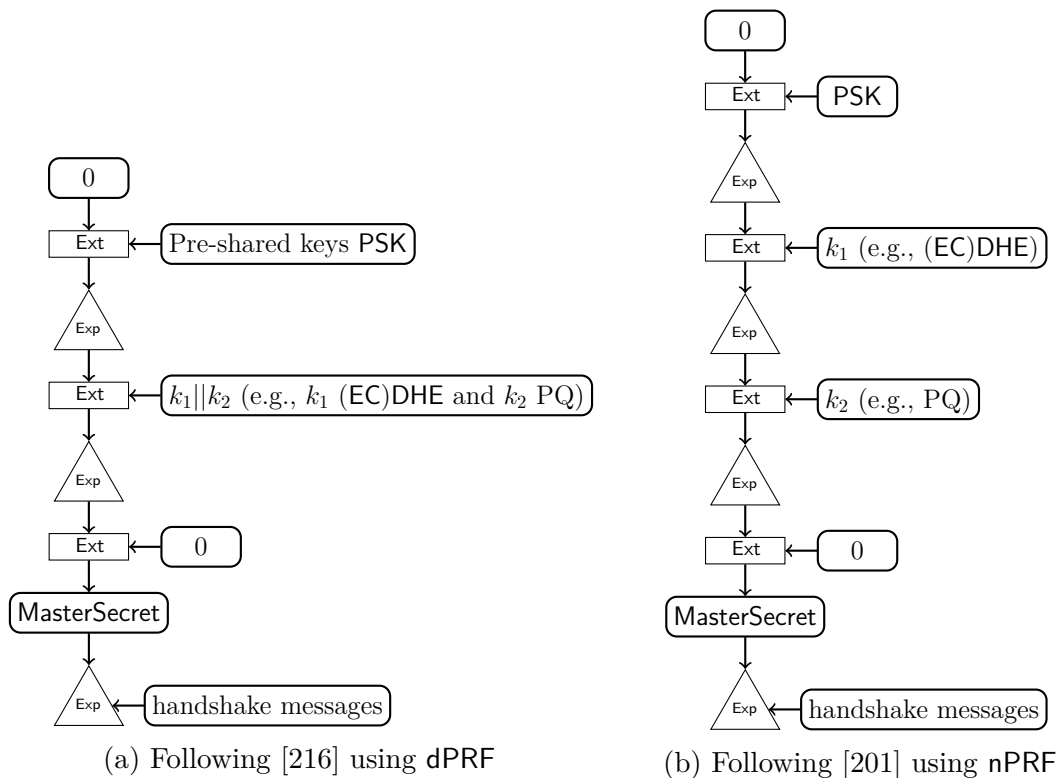 0
Ext
Pre-shared keys PSK
Exp
Ext
k₁||k₂ (e.g., k₁ (EC)DHE and k₂ PQ)
Exp
Ext
0
MasterSecret
Exp
handshake messages
(a) Following [216] using dPRF
0
Ext
PSK
Exp
Ext
k₁ (e.g., (EC)DHE)
Exp
Ext
k₂ (e.g., PQ)
Exp
Ext
0
MasterSecret
Exp
handshake messages
(b) Following [201] using nPRF